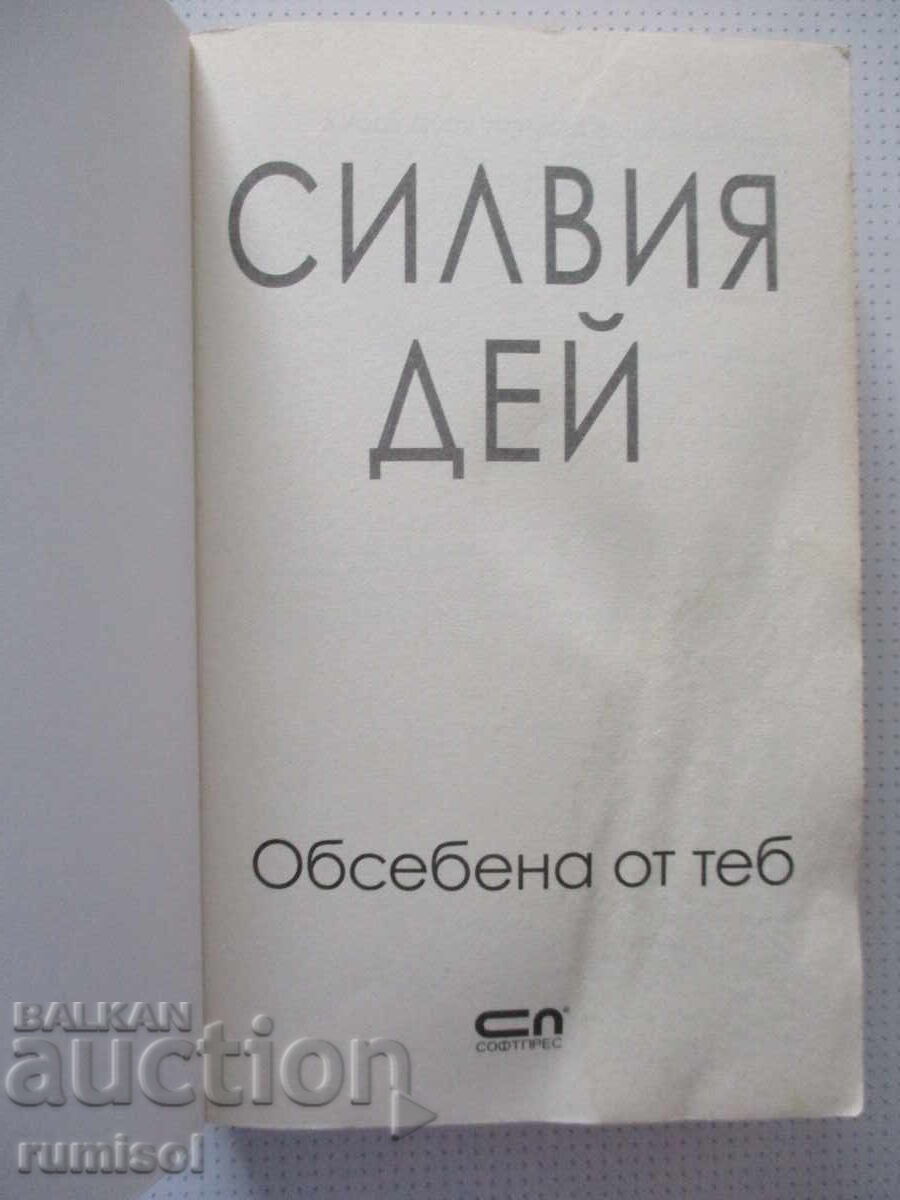 СИЛВИЯ
ДЕЙ
Обсебена от теб
СП®
СОФТПРЕС
BALKAN
auction
rumisol